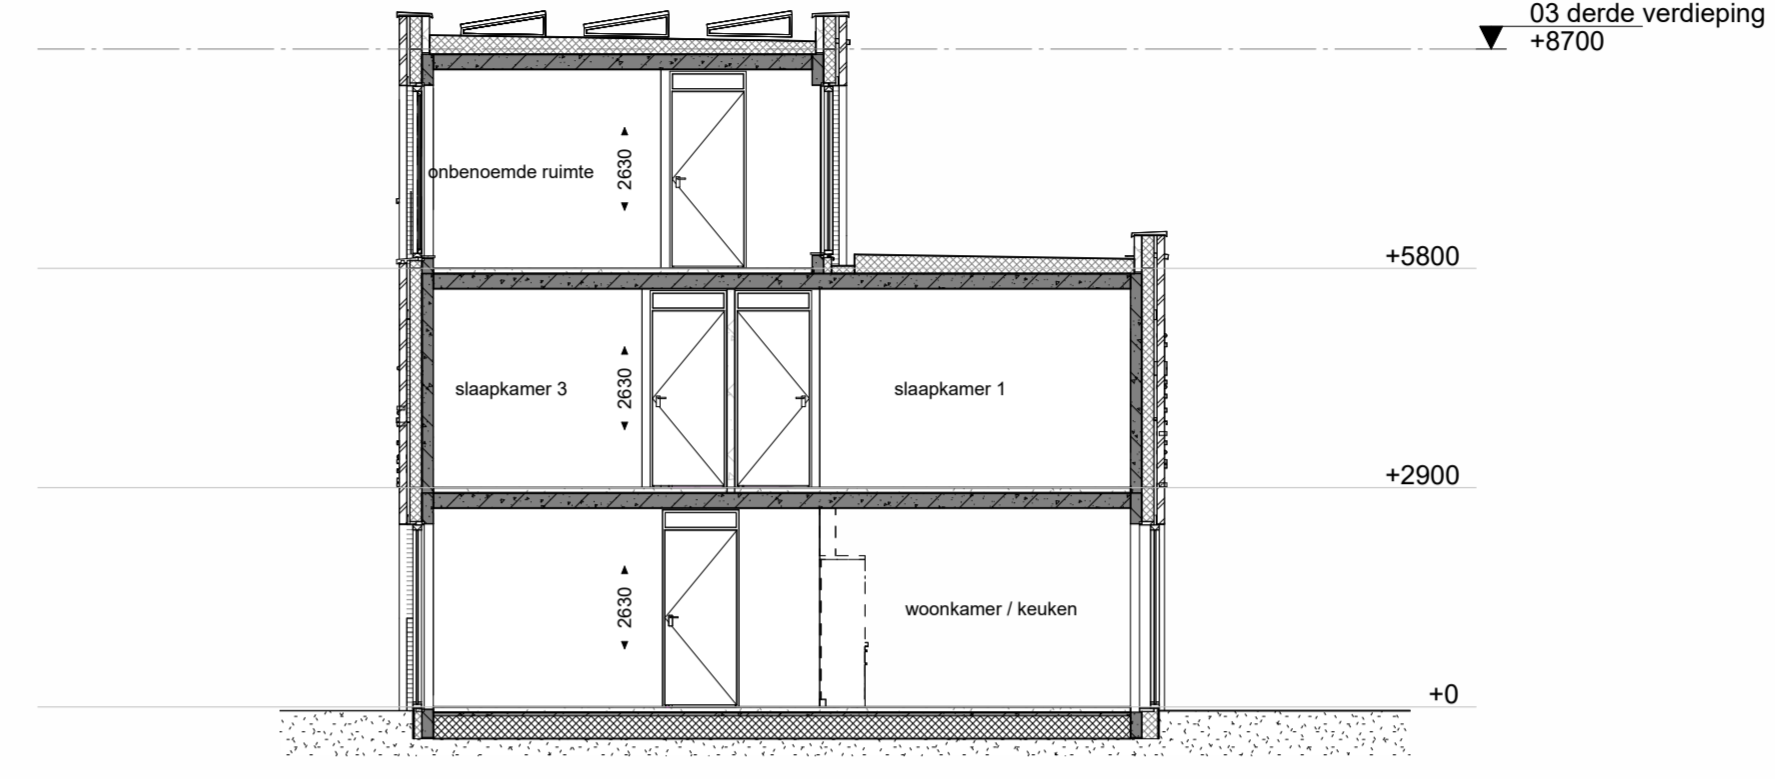 03 derde verdieping
+8700
onbenoemde ruimte
2630
+5800
slaapkamer 3
2630
slaapkamer 1
+2900
2630
woonkamer / keuken
+0